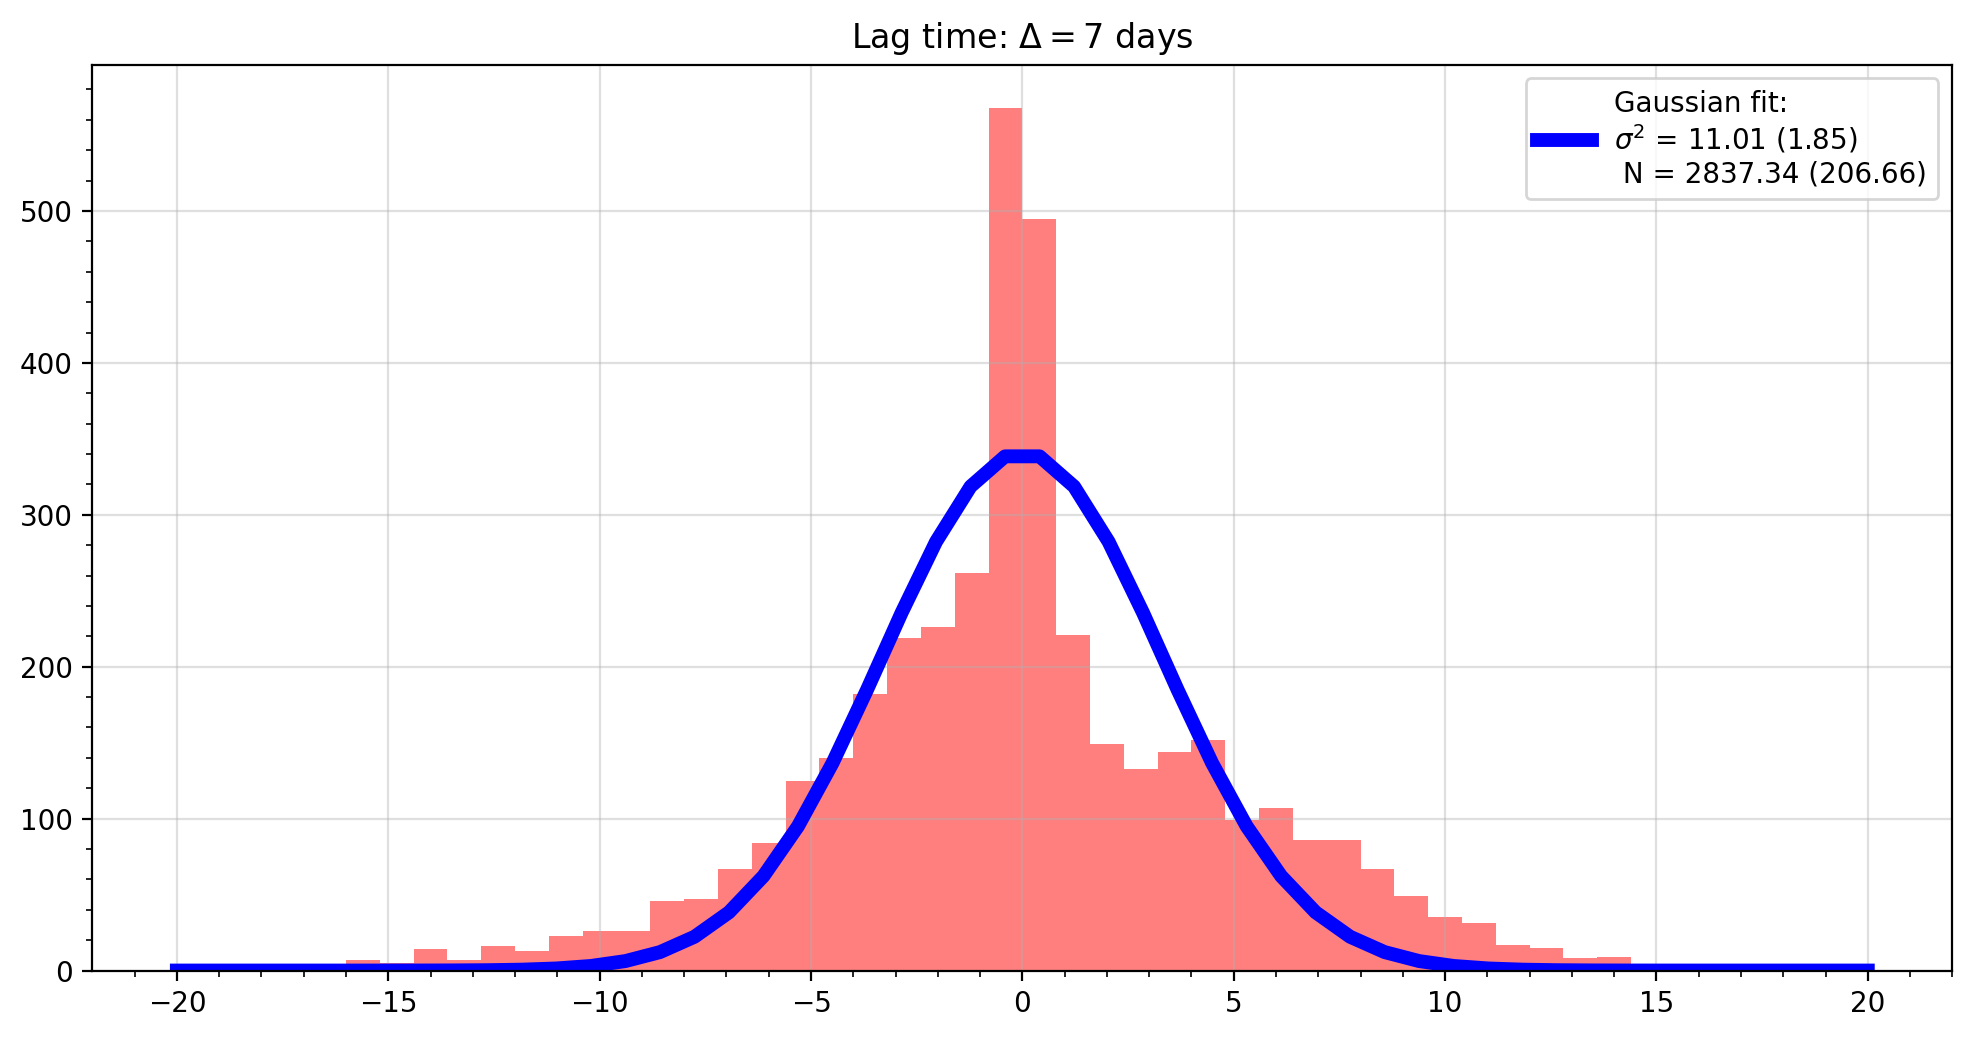 Lag time: Δ = 7 days
Gaussian fit:
σ² = 11.01 (1.85)
N = 2837.34 (206.66)
500
400
300
200
100
0
−20 −15 −10 −5 0 5 10 15 20